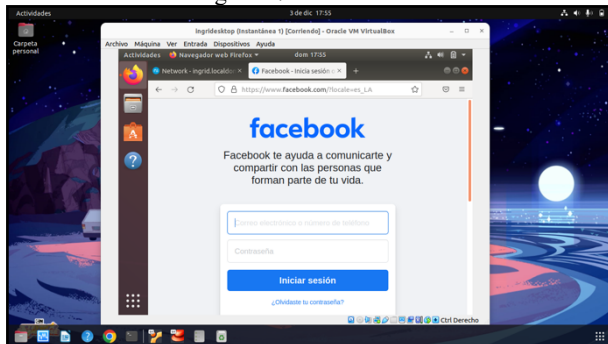 Actividades
3 de dic 17:55
Carpeta
personal
ingridesktop (Instantánea 1) [Corriendo] - Oracle VM VirtualBox
Archivo Máquina Ver Entrada Dispositivos Ayuda
Actividades Navegador web Firefox dom 17:55
Network - ingrid.localdo
Facebook - Inicia sesión o
https://www.facebook.com/?locale=es_LA
facebook
Facebook te ayuda a comunicarte y
compartir con las personas que
forman parte de tu vida.
Correo electrónico o número de teléfono
Contraseña
Iniciar sesión
¿Olvidaste tu contraseña?
Ctrl Derecho